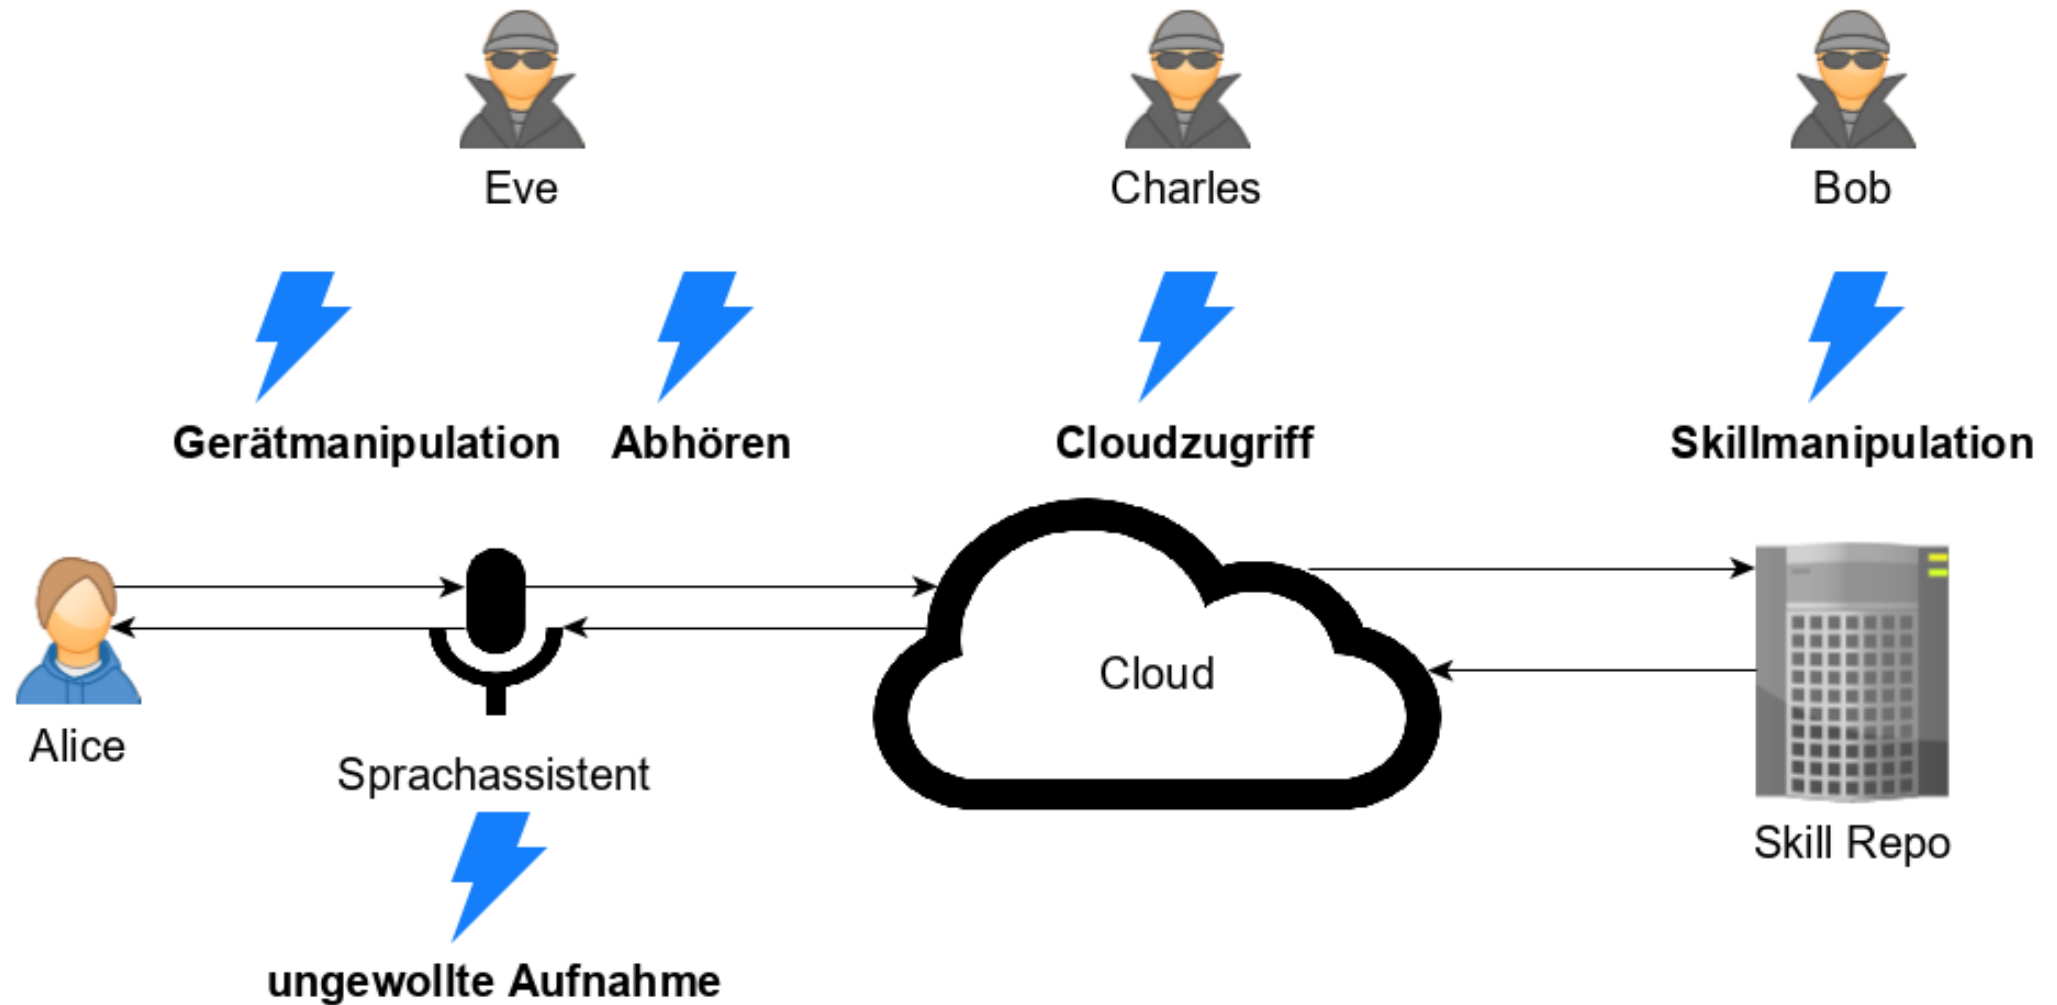 Eve
Charles
Bob
Gerätmanipulation
Abhören
Cloudzugriff
Skillmanipulation
Alice
Sprachassistent
Cloud
Skill Repo
ungewollte Aufnahme